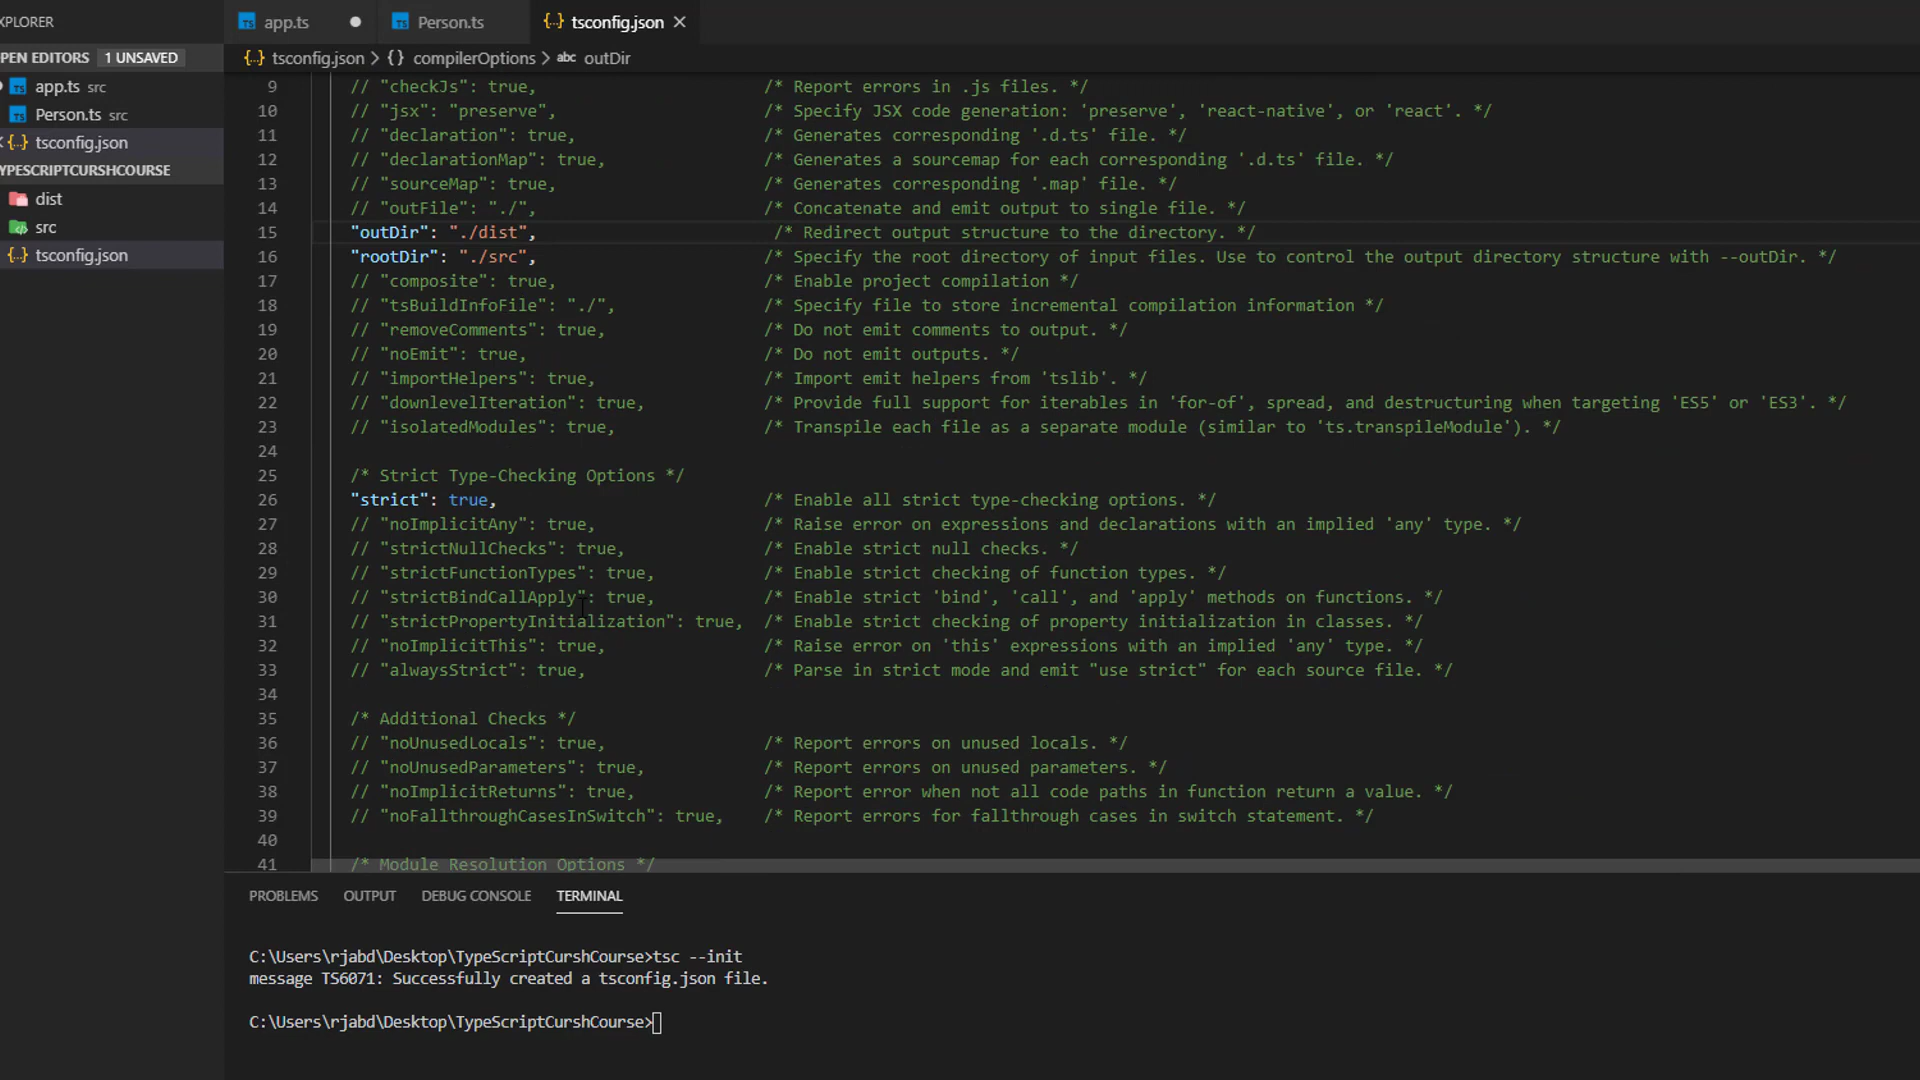 XPLORER
app.ts
Person.ts
tsconfig.json
PEN EDITORS 1 UNSAVED
tsconfig.json > {} compilerOptions > abc outDir
app.ts src
Person.ts src
{} tsconfig.json
YPESCRIPTCURSHCOURSE
dist
src
{} tsconfig.json
9 // "checkJs": true, /* Report errors in .js files. */
10 // "jsx": "preserve", /* Specify JSX code generation: 'preserve', 'react-native', or 'react'. */
11 // "declaration": true, /* Generates corresponding '.d.ts' file. */
12 // "declarationMap": true, /* Generates a sourcemap for each corresponding '.d.ts' file. */
13 // "sourceMap": true, /* Generates corresponding '.map' file. */
14 // "outFile": "./", /* Concatenate and emit output to single file. */
15 "outDir": "./dist", /* Redirect output structure to the directory. */
16 "rootDir": "./src", /* Specify the root directory of input files. Use to control the output directory structure with --outDir. */
17 // "composite": true, /* Enable project compilation */
18 // "tsBuildInfoFile": "./", /* Specify file to store incremental compilation information */
19 // "removeComments": true, /* Do not emit comments to output. */
20 // "noEmit": true, /* Do not emit outputs. */
21 // "importHelpers": true, /* Import emit helpers from 'tslib'. */
22 // "downlevelIteration": true, /* Provide full support for iterables in 'for-of', spread, and destructuring when targeting 'ES5' or 'ES3'. */
23 // "isolatedModules": true, /* Transpile each file as a separate module (similar to 'ts.transpileModule'). */
24
25 /* Strict Type-Checking Options */
26 "strict": true, /* Enable all strict type-checking options. */
27 // "noImplicitAny": true, /* Raise error on expressions and declarations with an implied 'any' type. */
28 // "strictNullChecks": true, /* Enable strict null checks. */
29 // "strictFunctionTypes": true, /* Enable strict checking of function types. */
30 // "strictBindCallApply": true, /* Enable strict 'bind', 'call', and 'apply' methods on functions. */
31 // "strictPropertyInitialization": true, /* Enable strict checking of property initialization in classes. */
32 // "noImplicitThis": true, /* Raise error on 'this' expressions with an implied 'any' type. */
33 // "alwaysStrict": true, /* Parse in strict mode and emit "use strict" for each source file. */
34
35 /* Additional Checks */
36 // "noUnusedLocals": true, /* Report errors on unused locals. */
37 // "noUnusedParameters": true, /* Report errors on unused parameters. */
38 // "noImplicitReturns": true, /* Report error when not all code paths in function return a value. */
39 // "noFallthroughCasesInSwitch": true, /* Report errors for fallthrough cases in switch statement. */
40
41 /* Module Resolution Options */
PROBLEMS OUTPUT DEBUG CONSOLE TERMINAL
C:\Users\rjabd\Desktop\TypeScriptCurshCourse>tsc --init
message TS6071: Successfully created a tsconfig.json file.
C:\Users\rjabd\Desktop\TypeScriptCurshCourse>